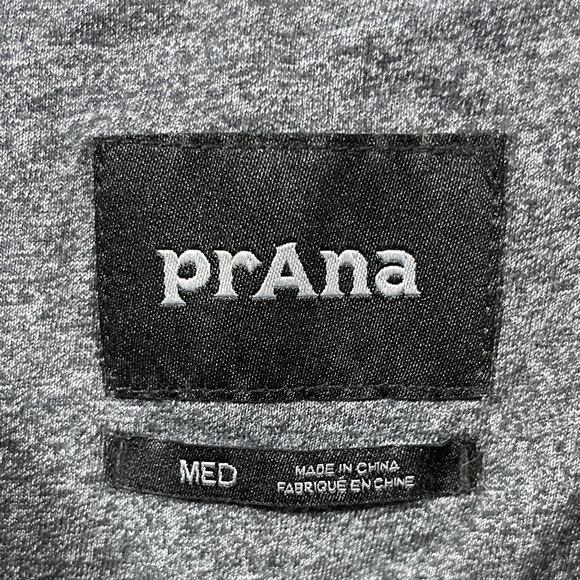 prAna
MED
MADE IN CHINA
FABRIQUÉ EN CHINE